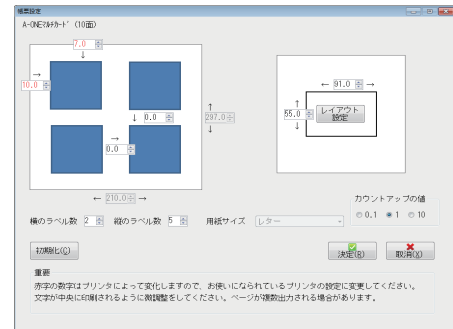 帳票設定
A-ONEﾏﾙﾁｶｰﾄﾞ (10面)
7.0
↓
→
10.0
↓ 0.0
→
0.0
↑
297.0
↓
← 210.0 →
← 91.0 →
↑
55.0
↓
レイアウト
設定
カウントアップの値
0.1 1 10
横のラベル数 2 縦のラベル数 5 用紙サイズ レター
初期化(C) 決定(R) 取消(X)
重要
赤字の数字はプリンタによって変化しますので、お使いになられているプリンタの設定に変更してください。
文字が中央に印刷されるように微調整をしてください。ページが複数出力される場合があります。